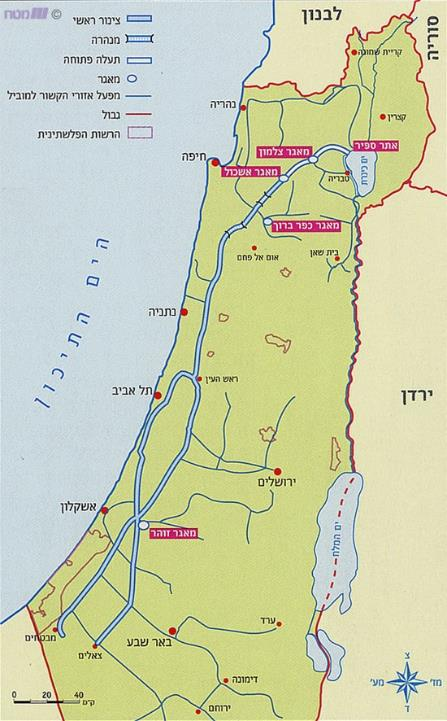 © מטח
צינור ראשי
מנהרה
תעלה פתוחה
מאגר
מפעל אזורי הקשור למוביל
גבול
הרשות הפלשתינית
לבנון
סוריה
קריית שמונה
קצרין
נהריה
אתר ספיר
מאגר צלמון
חיפה
מאגר אשכול
טבריה
ים כינרת
מאגר כפר ברוך
אום אל פחם
בית שאן
הים התיכון
נתניה
ראש העין
תל אביב
ירדן
ירושלים
אשקלון
מאגר זוהר
ים המלח
מבטחים
צאלים
באר שבע
ערד
דימונה
ירוחם
צ
מז'
מע'
ד
0 20 40 ק"מ